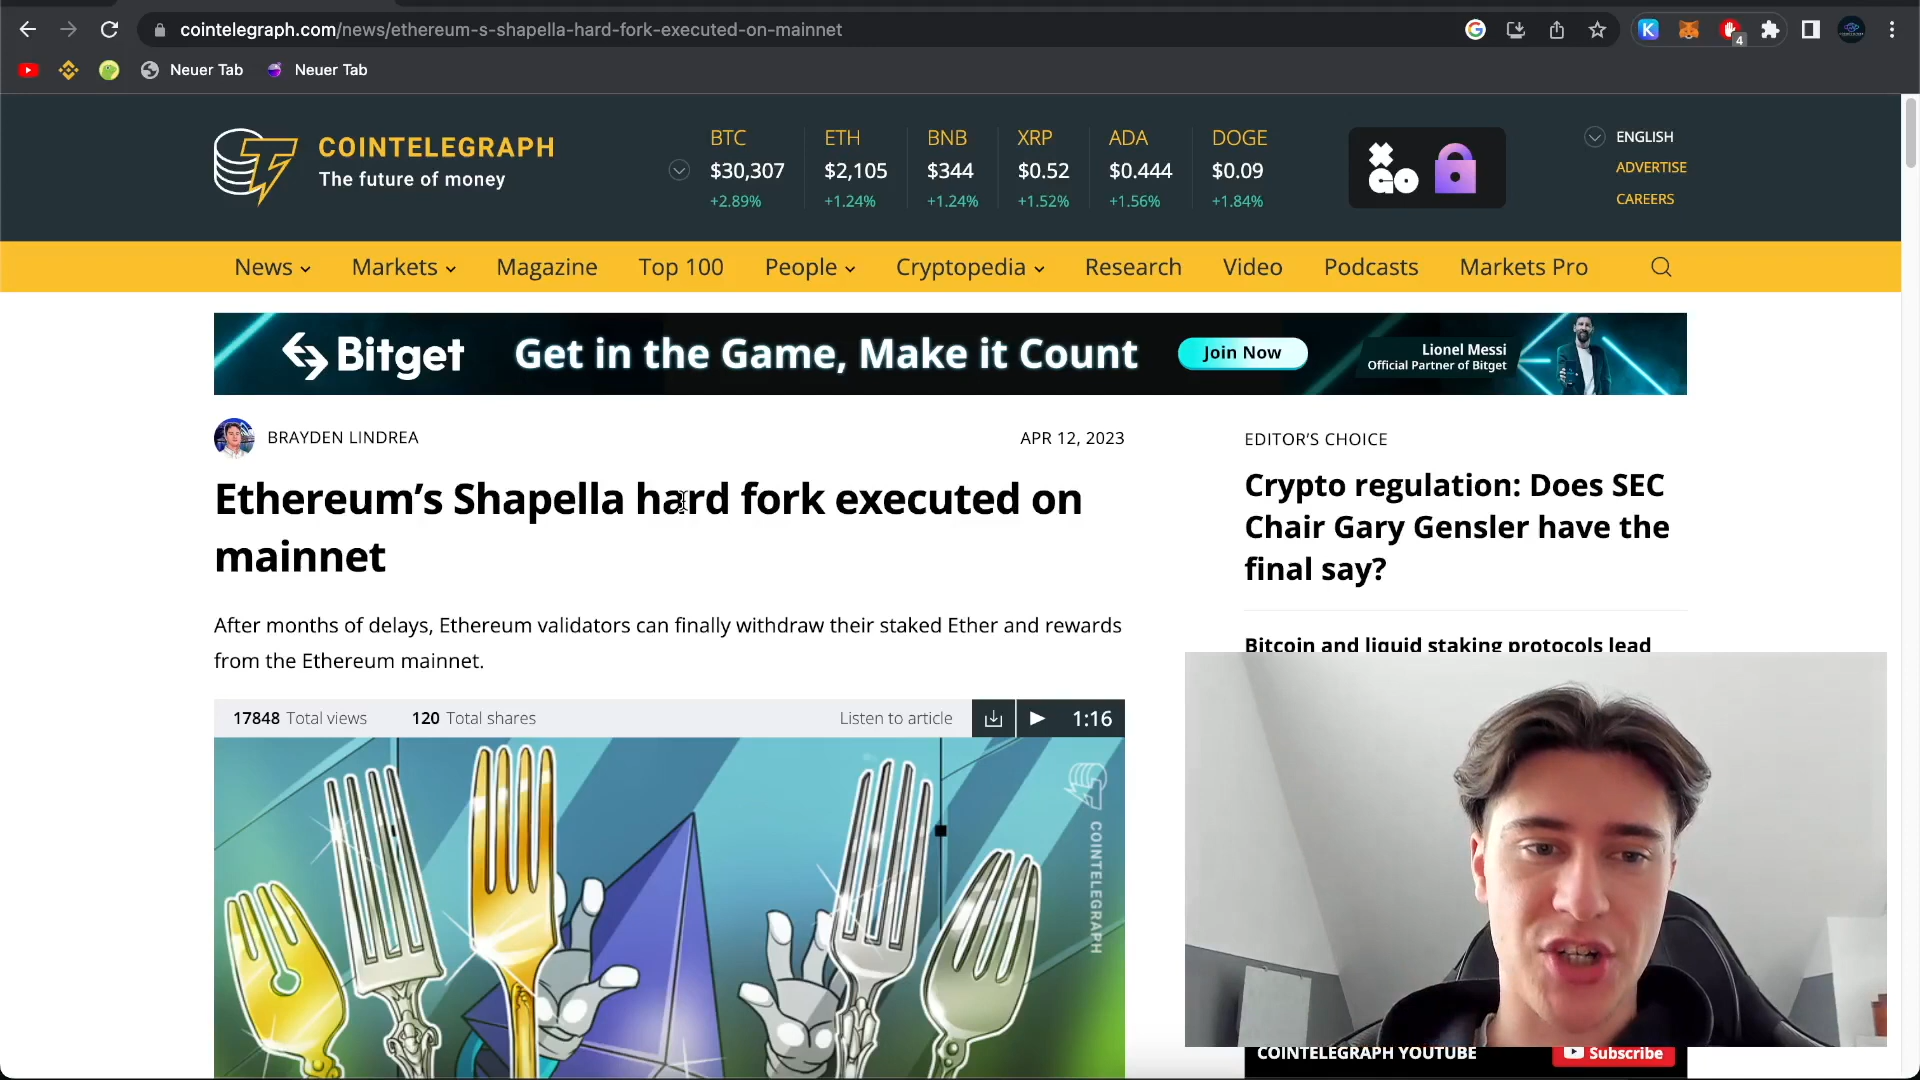 cointelegraph.com/news/ethereum-s-shapella-hard-fork-executed-on-mainnet
4
Neuer Tab
Neuer Tab
COINTELEGRAPH
The future of money
BTC ETH BNB XRP ADA DOGE
$30,307 $2,105 $344 $0.52 $0.444 $0.09
+2.89% +1.24% +1.24% +1.52% +1.56% +1.84%
GO
ENGLISH
ADVERTISE
CAREERS
News Markets Magazine Top 100 People Cryptopedia Research Video Podcasts Markets Pro
Bitget Get in the Game, Make it Count Join Now
Lionel Messi
Official Partner of Bitget
BRAYDEN LINDREA
APR 12, 2023
Ethereum’s Shapella hard fork executed on
mainnet
After months of delays, Ethereum validators can finally withdraw their staked Ether and rewards
from the Ethereum mainnet.
17848 Total views 120 Total shares Listen to article 1:16
COINTELEGRAPH
EDITOR’S CHOICE
Crypto regulation: Does SEC
Chair Gary Gensler have the
final say?
Bitcoin and liquid staking protocols lead
COINTELEGRAPH YOUTUBE
Subscribe